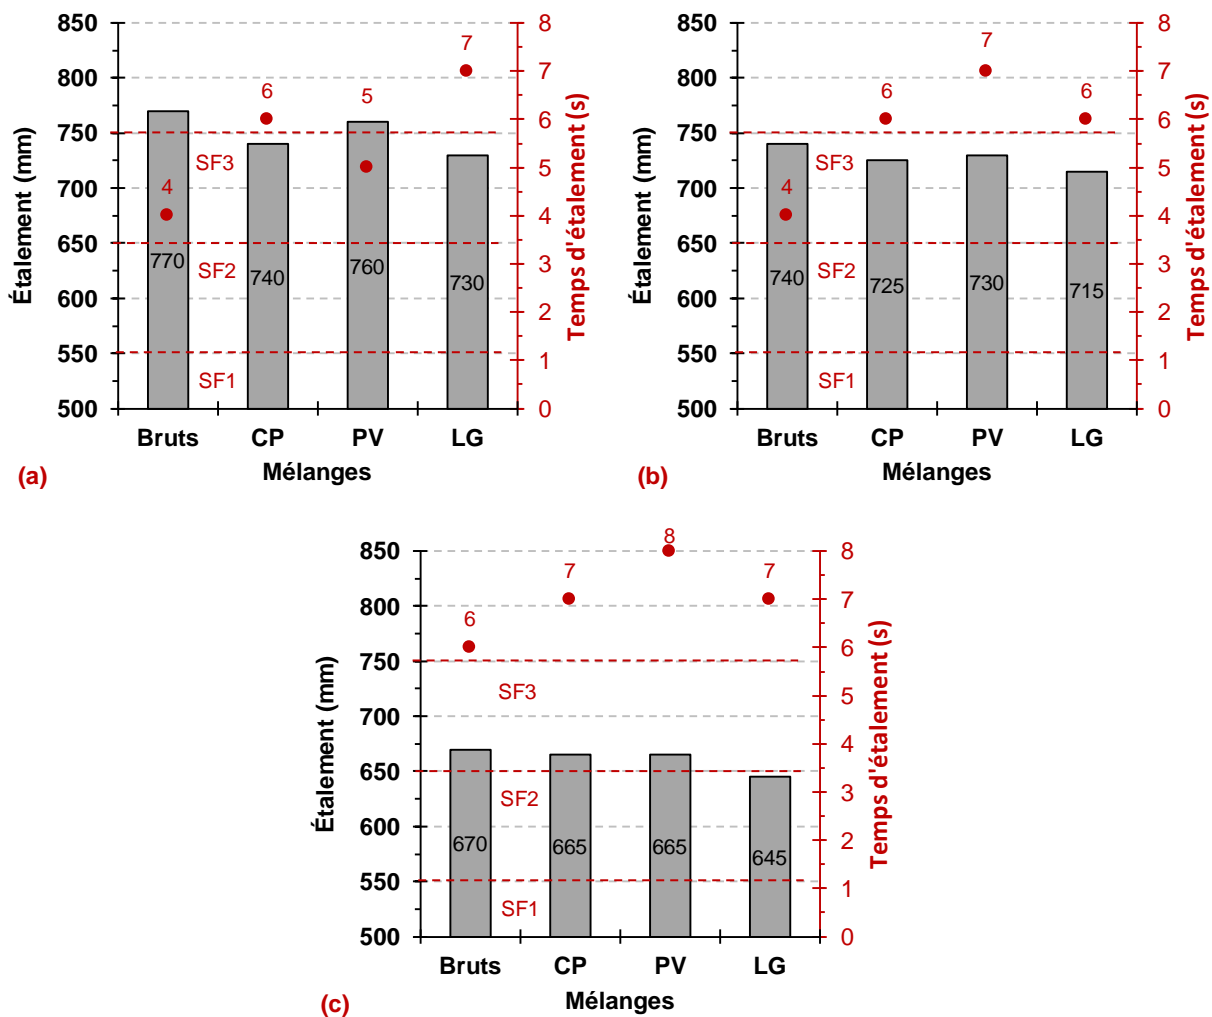 850
800
750
700
650
600
550
500
Étalement (mm)
8
7
6
5
4
3
2
1
0
Temps d'étalement (s)
4
6
5
7
SF3
SF2
SF1
770
740
760
730
Bruts
CP
PV
LG
Mélanges
(a)
850
800
750
700
650
600
550
500
Étalement (mm)
8
7
6
5
4
3
2
1
0
Temps d'étalement (s)
4
6
7
6
SF3
SF2
SF1
740
725
730
715
Bruts
CP
PV
LG
Mélanges
(b)
850
800
750
700
650
600
550
500
Étalement (mm)
8
7
6
5
4
3
2
1
0
Temps d'étalement (s)
6
7
8
7
SF3
SF2
SF1
670
665
665
645
Bruts
CP
PV
LG
Mélanges
(c)